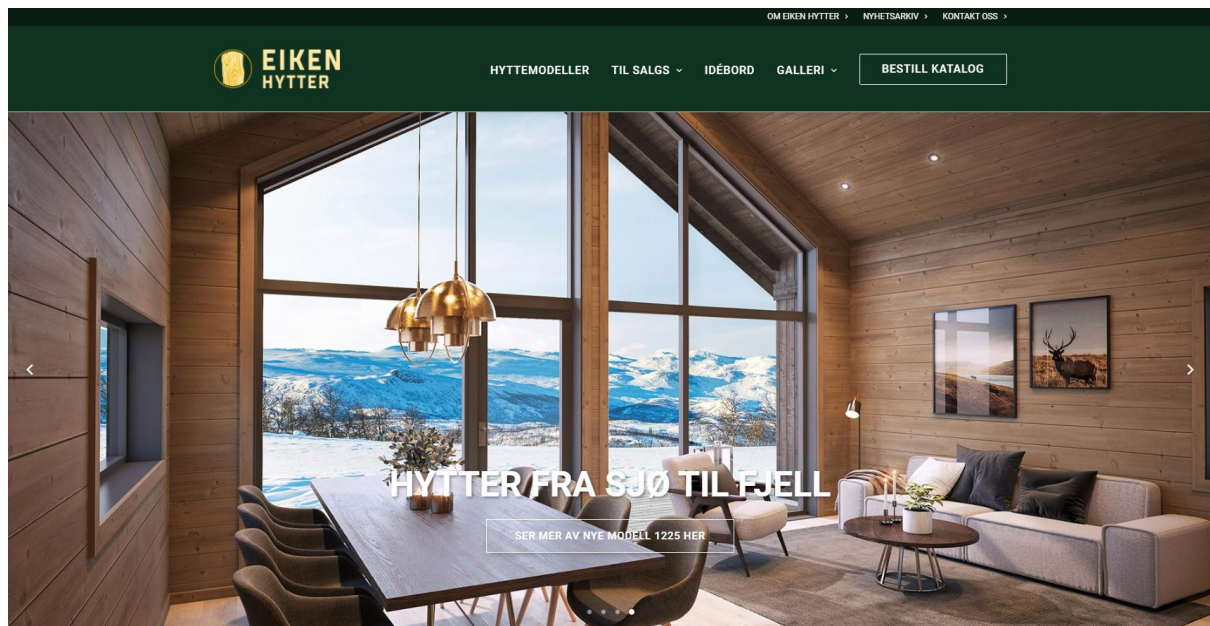 OM EIKEN HYTTER
NYHETSARKIV
KONTAKT OSS
EIKEN
HYTTER
HYTTEMODELLER
TIL SALGS
IDÉBORD
GALLERI
BESTILL KATALOG
HYTTER FRA SJØ TIL FJELL
SER MER AV NYE MODELL 1225 HER